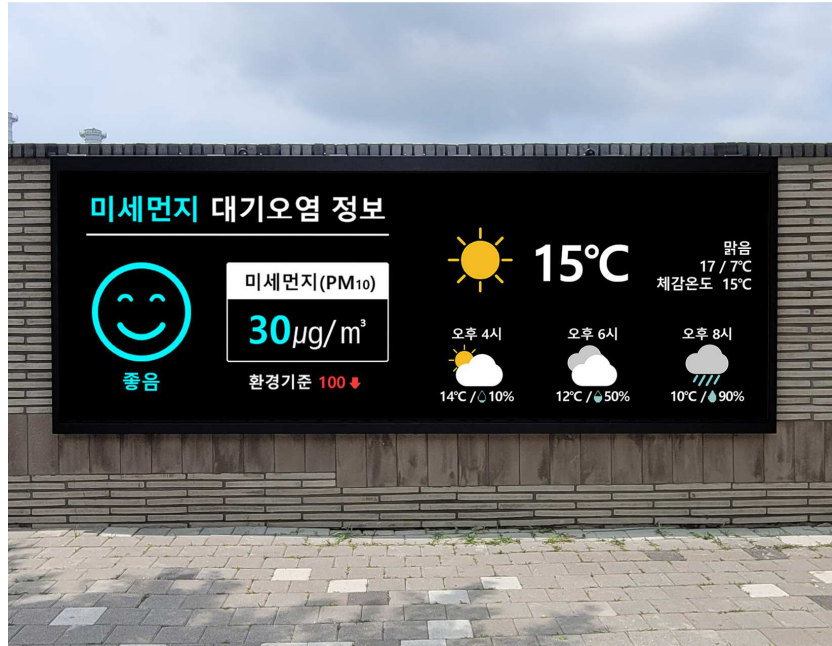 미세먼지 대기오염 정보
미세먼지(PM10)
30μg/m³
좋음
환경기준 100
15℃
맑음
17 / 7℃
체감온도 15℃
오후 4시
14℃ / 10%
오후 6시
12℃ / 50%
오후 8시
10℃ / 90%